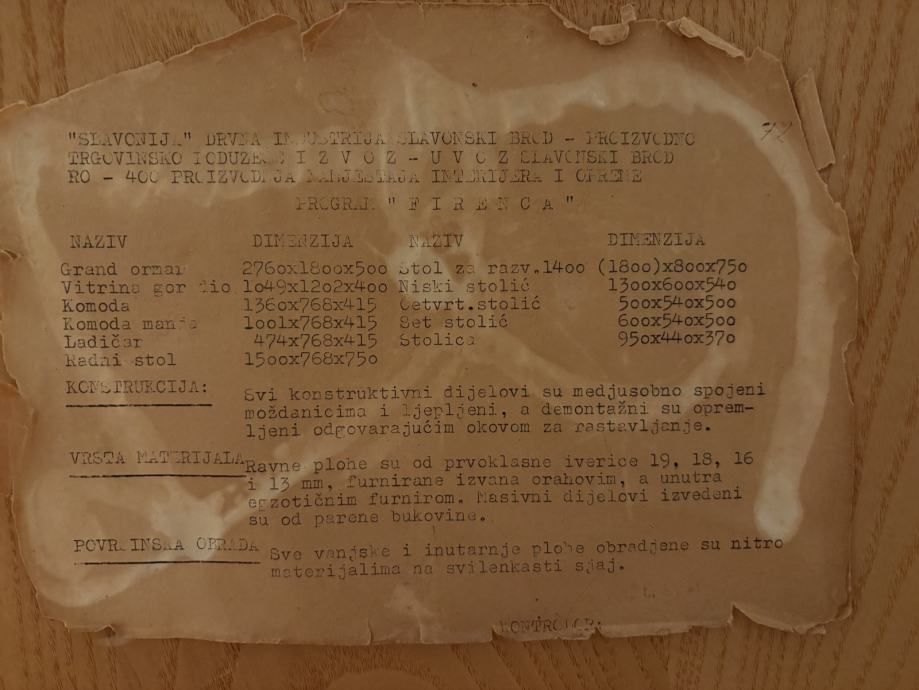 "SLAVONIJA" DRVNA INDUSTRIJA SLAVONSKI BROD - PROIZVODNO
TRGOVINSKO PODUZEĆE I Z V O Z - U V O Z SLAVONSKI BROD
RO - 400 PROIZVODNJA NAMJEŠTAJA INTERIJERA I OPREME
PROGRAM "F I R E N C A"
NAZIV DIMENZIJA NAZIV DIMENZIJA
Grand ormar 2760x1800x500 Stol za razv.1400 (1800)x800x750
Vitrina gor dio 1049x1202x400 Niski stolić 1300x600x540
Komoda 1360x768x415 Četvrt.stolić 500x540x500
Komoda manja 1001x768x415 Set stolić 600x540x500
Ladičar 474x768x415 Stolica 950x440x370
Radni stol 1500x768x750
KONSTRUKCIJA: Svi konstruktivni dijelovi su medjusobno spojeni
moždanicima i ljepljeni, a demontažni su oprem-
ljeni odgovarajućim okovom za rastavljanje.
VRSTA MATERIJALA Ravne plohe su od prvoklasne iverice 19, 18, 16
i 13 mm, furnirane izvana orahovim, a unutra
egzotičnim furnirom. Masivni dijelovi izvedeni
su od parene bukovine.
POVRŠINSKA OBRADA Sve vanjske i inutarnje plohe obradjene su nitro
materijalima na svilenkasti sjaj.
KONTROLOR: